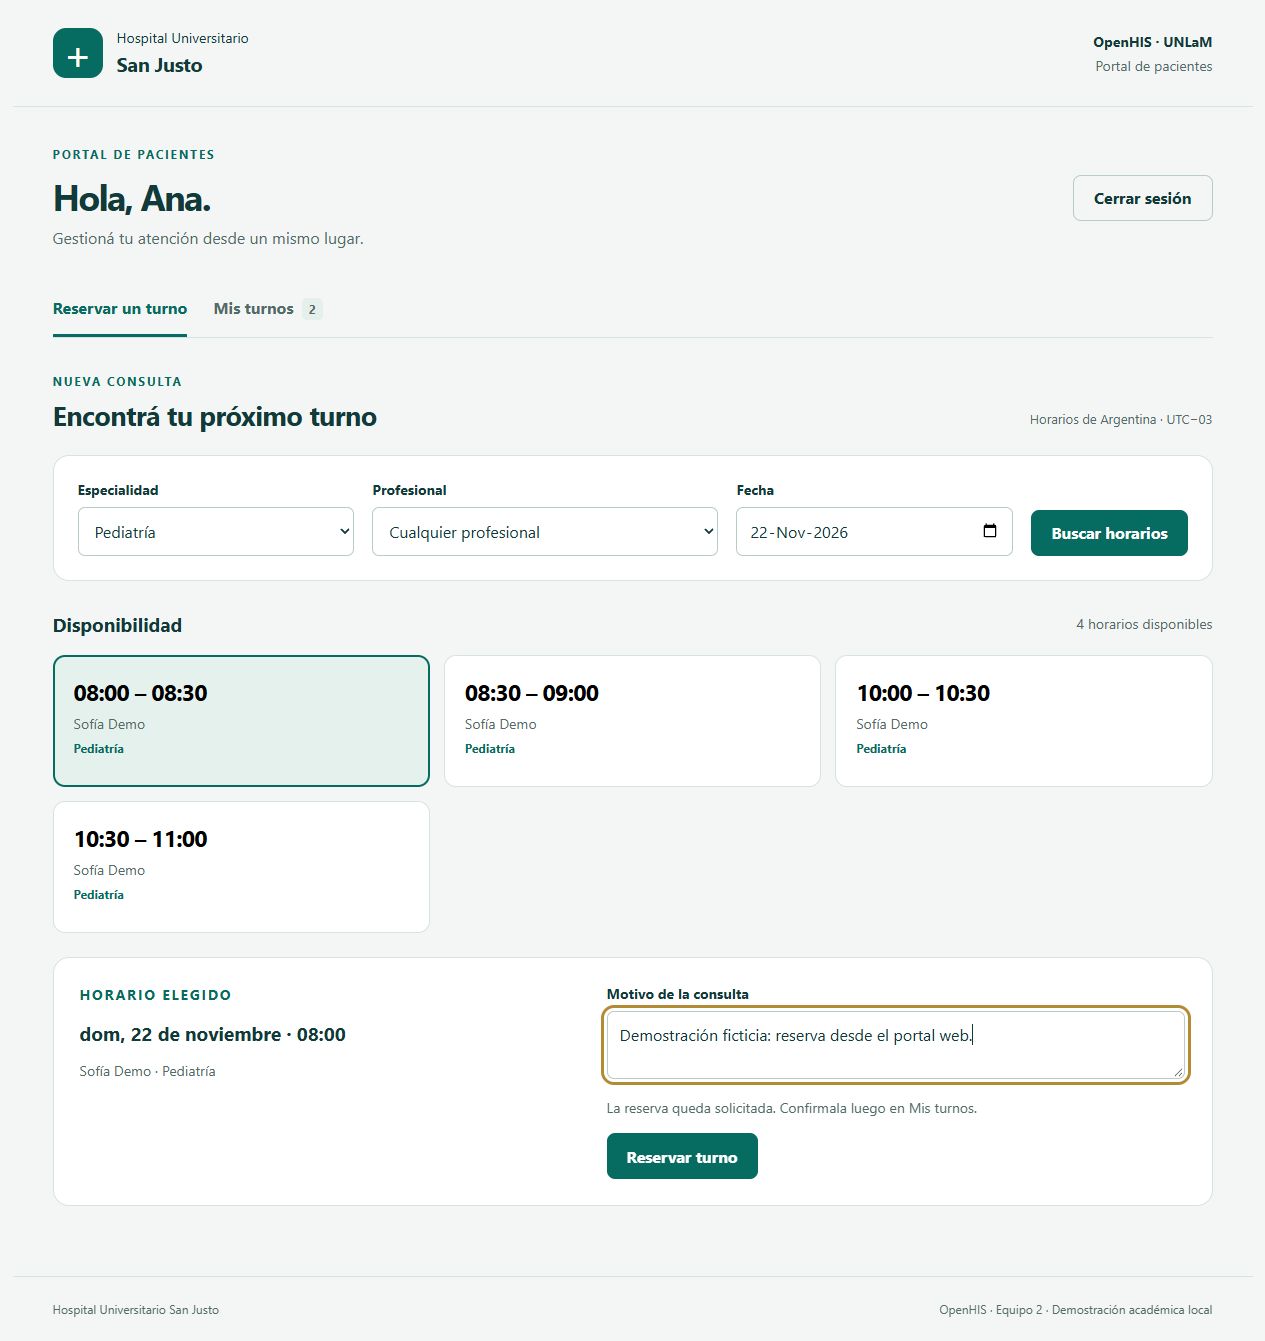 Hospital Universitario
San Justo
OpenHIS · UNLaM
Portal de pacientes
PORTAL DE PACIENTES
Hola, Ana.
Cerrar sesión
Gestioná tu atención desde un mismo lugar.
Reservar un turno
Mis turnos 2
NUEVA CONSULTA
Encontrá tu próximo turno
Horarios de Argentina · UTC−03
Especialidad
Pediatría
Profesional
Cualquier profesional
Fecha
22-Nov-2026
Buscar horarios
Disponibilidad
4 horarios disponibles
08:00 – 08:30
Sofía Demo
Pediatría
08:30 – 09:00
Sofía Demo
Pediatría
10:00 – 10:30
Sofía Demo
Pediatría
10:30 – 11:00
Sofía Demo
Pediatría
HORARIO ELEGIDO
dom, 22 de noviembre · 08:00
Sofía Demo · Pediatría
Motivo de la consulta
Demostración ficticia: reserva desde el portal web.
La reserva queda solicitada. Confirmala luego en Mis turnos.
Reservar turno
Hospital Universitario San Justo
OpenHIS · Equipo 2 · Demostración académica local